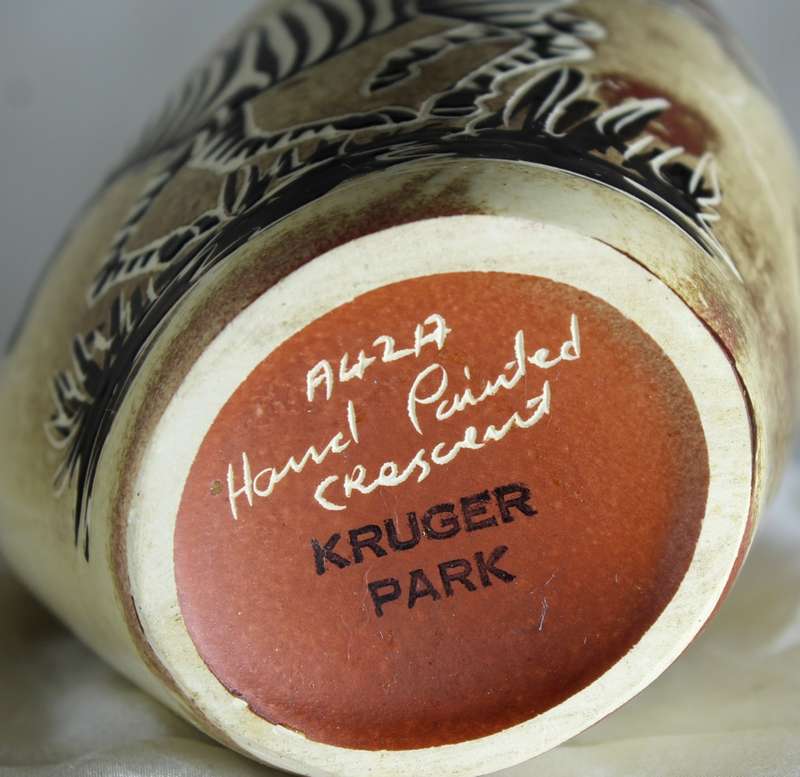 A42A
Hand Painted
CRescent
KRUGER
PARK